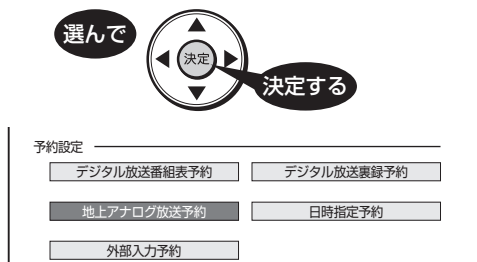 選んで
決定
決定する
予約設定
デジタル放送番組表予約 デジタル放送裏録予約
地上アナログ放送予約 日時指定予約
外部入力予約